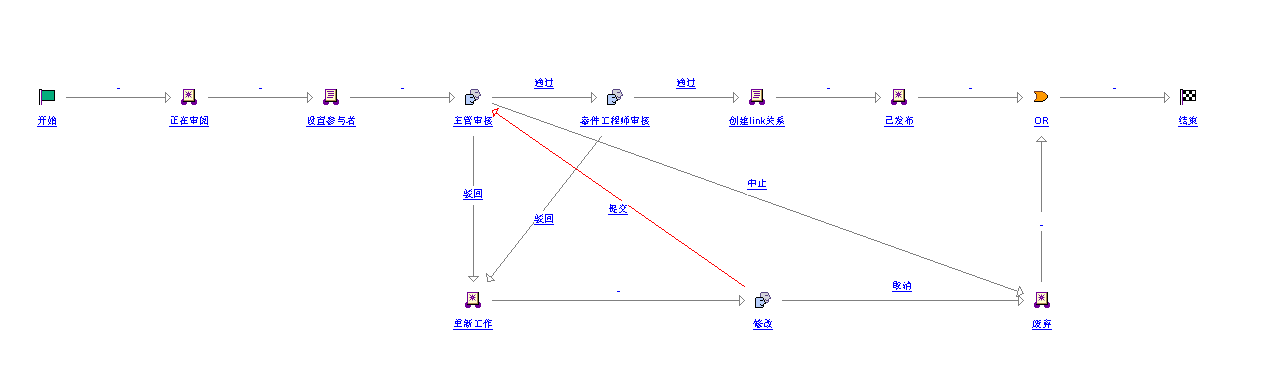 - - - 通过 通过 - - -
开始 正在审阅 设置参与者 主管审核 零件工程师审核 创建link关系 已发布 OR 结束
中止
驳回 驳回 提交
-
- 取消
重新工作 修改 废弃